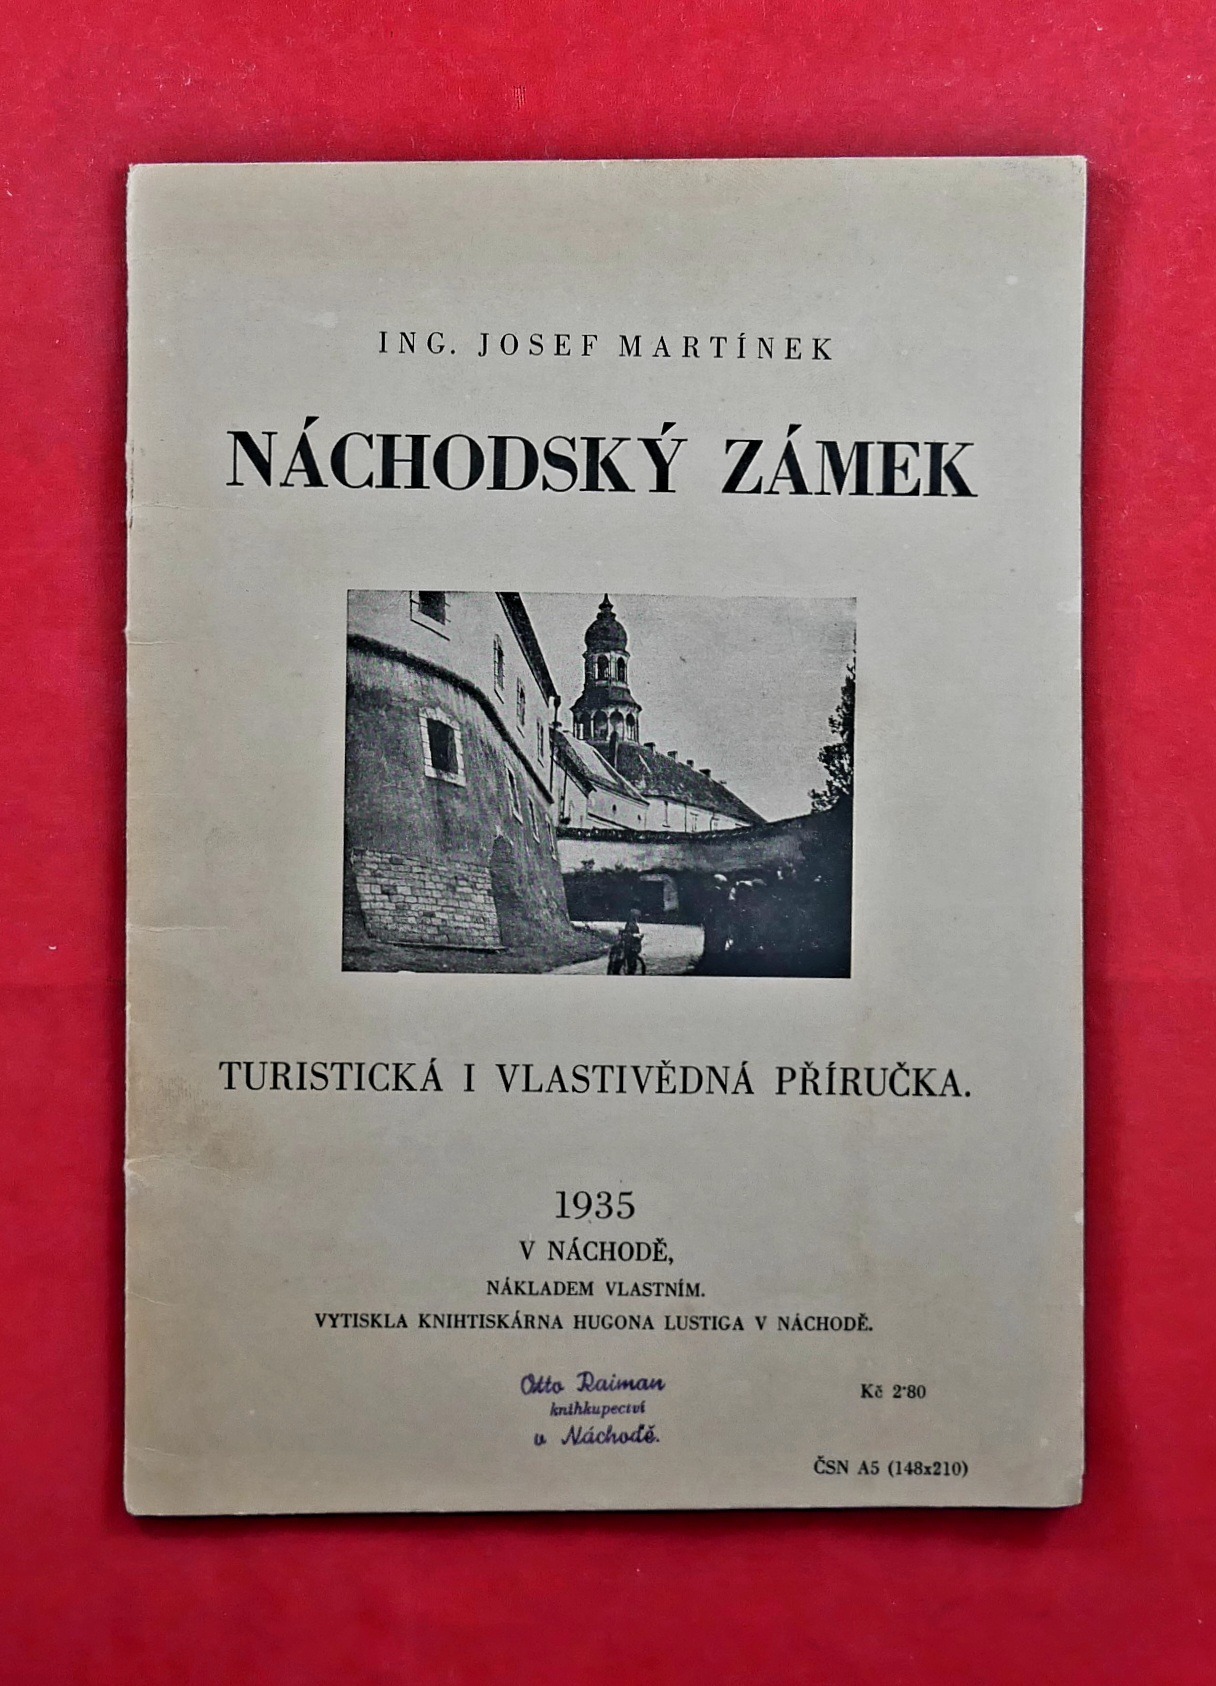 ING. JOSEF MARTÍNEK
NÁCHODSKÝ ZÁMEK
TURISTICKÁ I VLASTIVĚDNÁ PŘÍRUČKA.
1935
V NÁCHODĚ,
NÁKLADEM VLASTNÍM.
VYTISKLA KNIHTISKÁRNA HUGONA LUSTIGA V NÁCHODĚ.
Otto Raiman
knihkupectví
v Náchodě.
Kč 2·80
ČSN A5 (148x210)